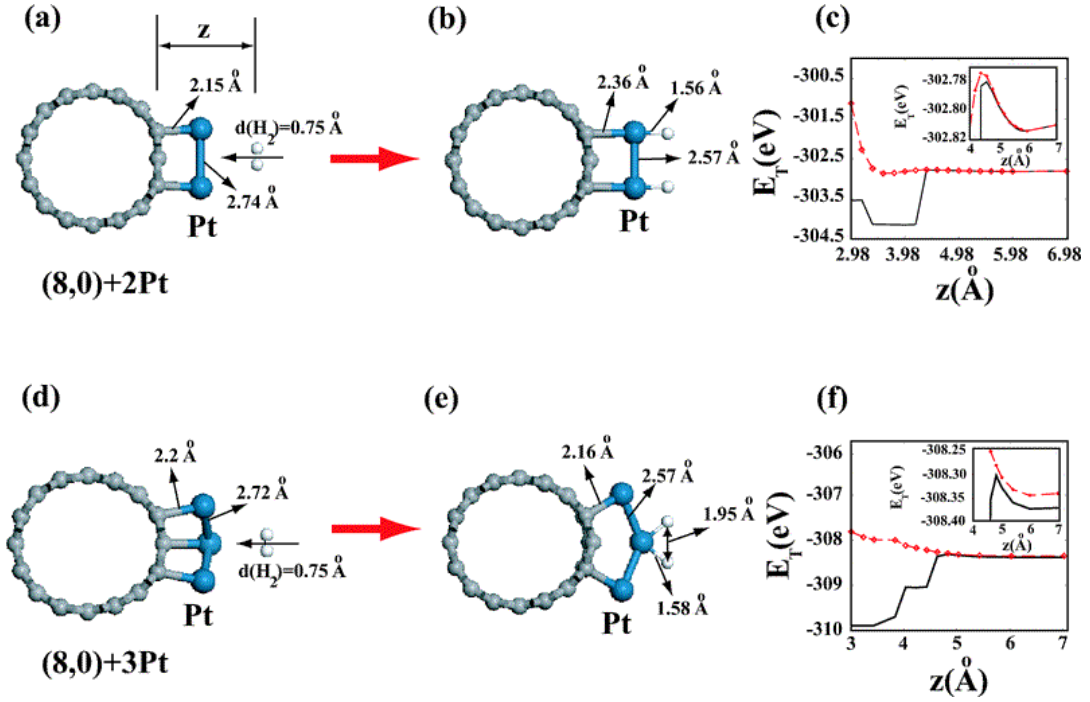 (a)
z
2.15 Å
d(H2)=0.75 Å
2.74 Å
Pt
(8,0)+2Pt
(b)
2.36 Å
1.56 Å
2.57 Å
Pt
(c)
-300.5
-301.5
-302.5
-303.5
-304.5
ET(eV)
2.98 3.98 4.98 5.98 6.98
z(Å)
-302.78
-302.80
-302.82
ET(eV)
4 5 6 7
z(Å)
(d)
2.2 Å
2.72 Å
d(H2)=0.75 Å
Pt
(8,0)+3Pt
(e)
2.16 Å
2.57 Å
1.95 Å
1.58 Å
Pt
(f)
-306
-307
-308
-309
-310
ET(eV)
3 4 5 6 7
z(Å)
-308.25
-308.30
-308.35
-308.40
ET(eV)
4 5 6 7
z(Å)